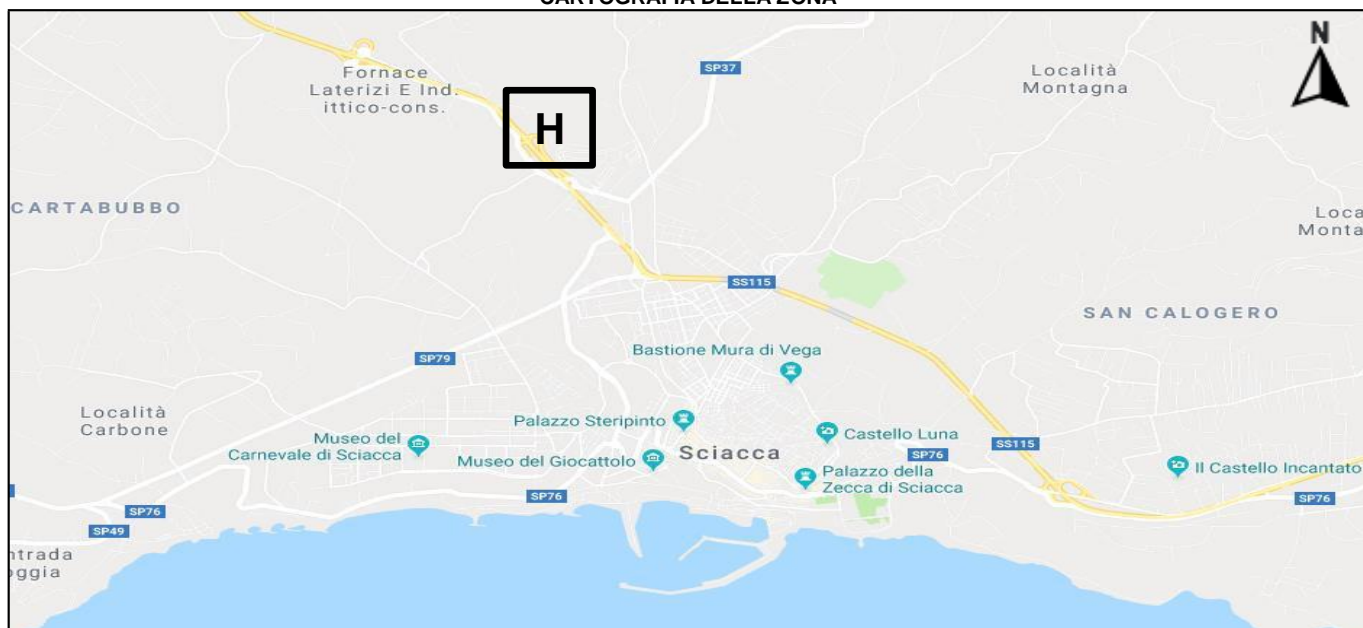 CARTOGRAFIA DELLA ZONA
N
Fornace
Laterizi E Ind.
ittico-cons.
SP37
Località
Montagna
H
CARTABUBBO
Loca
Monta
SS115
SAN CALOGERO
Bastione Mura di Vega
SP79
Località
Carbone
Palazzo Steripinto
Museo del
Carnevale di Sciacca
Castello Luna
SS115
Museo del Giocattolo
Sciacca
SP76
Il Castello Incantato
Palazzo della
Zecca di Sciacca
SP76
SP76
SP76
SP49
ntrada
oggia